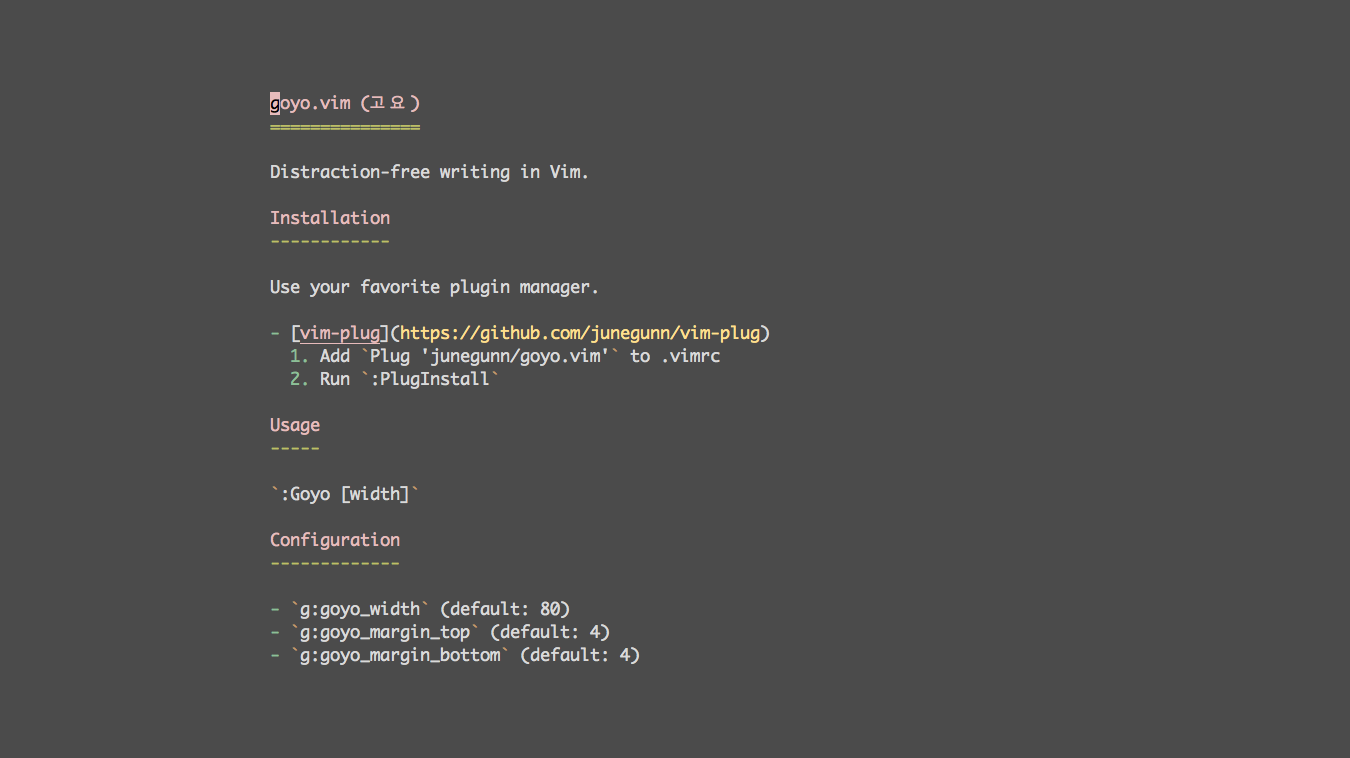 goyo.vim (고요)
===============
Distraction-free writing in Vim.
Installation
------------
Use your favorite plugin manager.
- [vim-plug](https://github.com/junegunn/vim-plug)
1. Add `Plug 'junegunn/goyo.vim'` to .vimrc
2. Run `:PlugInstall`
Usage
-----
`:Goyo [width]`
Configuration
-------------
- `g:goyo_width` (default: 80)
- `g:goyo_margin_top` (default: 4)
- `g:goyo_margin_bottom` (default: 4)